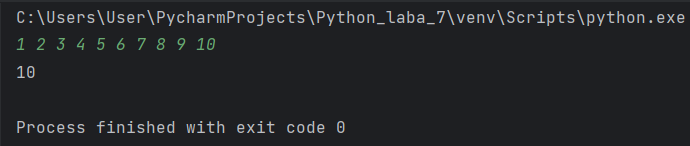 C:\Users\User\PycharmProjects\Python_laba_7\venv\Scripts\python.exe
1 2 3 4 5 6 7 8 9 10
10
Process finished with exit code 0